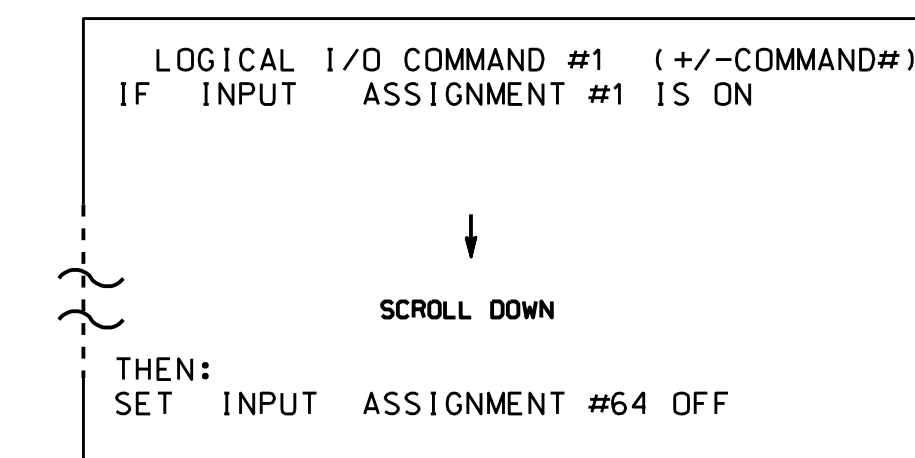 LOGICAL I/O COMMAND #1 (+/-COMMAND#)
IF INPUT ASSIGNMENT #1 IS ON
SCROLL DOWN
THEN:
SET INPUT ASSIGNMENT #64 OFF